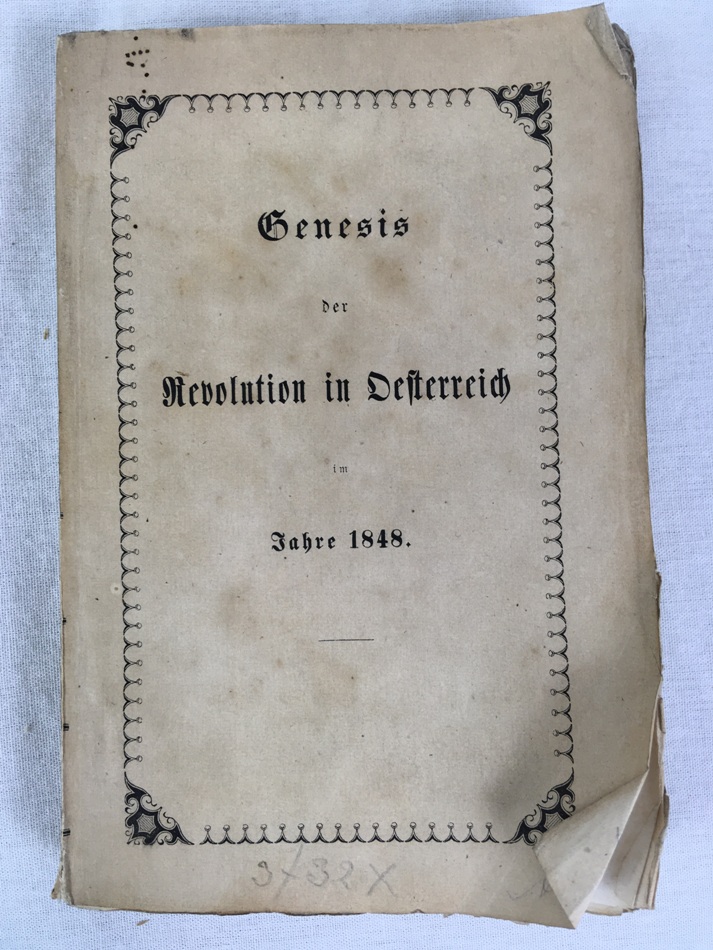 Genesis
der
Revolution in Oesterreich
im
Jahre 1848.